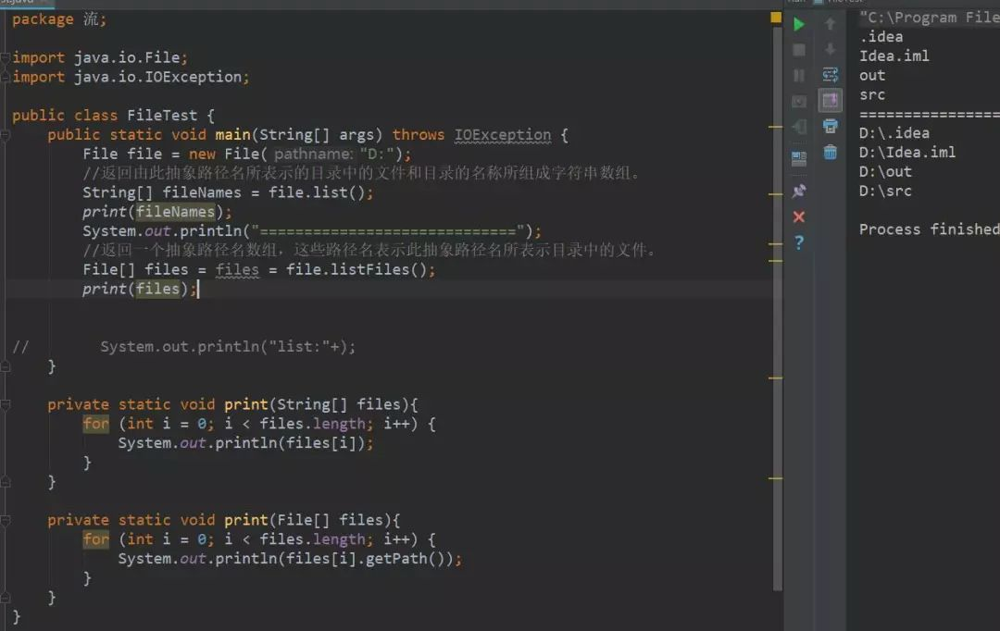 package 流;
import java.io.File;
import java.io.IOException;
public class FileTest {
    public static void main(String[] args) throws IOException {
        File file = new File( pathname: "D:");
        //返回由此抽象路径名所表示的目录中的文件和目录的名称所组成字符串数组。
        String[] fileNames = file.list();
        print(fileNames);
        System.out.println("=============================");
        //返回一个抽象路径名数组，这些路径名表示此抽象路径名所表示目录中的文件。
        File[] files = files = file.listFiles();
        print(files);
//        System.out.println("list:"+);
    }
    private static void print(String[] files){
        for (int i = 0; i < files.length; i++) {
            System.out.println(files[i]);
        }
    }
    private static void print(File[] files){
        for (int i = 0; i < files.length; i++) {
            System.out.println(files[i].getPath());
        }
    }
}
"C:\Program File
.idea
Idea.iml
out
src
================
D:\.idea
D:\Idea.iml
D:\out
D:\src
Process finished